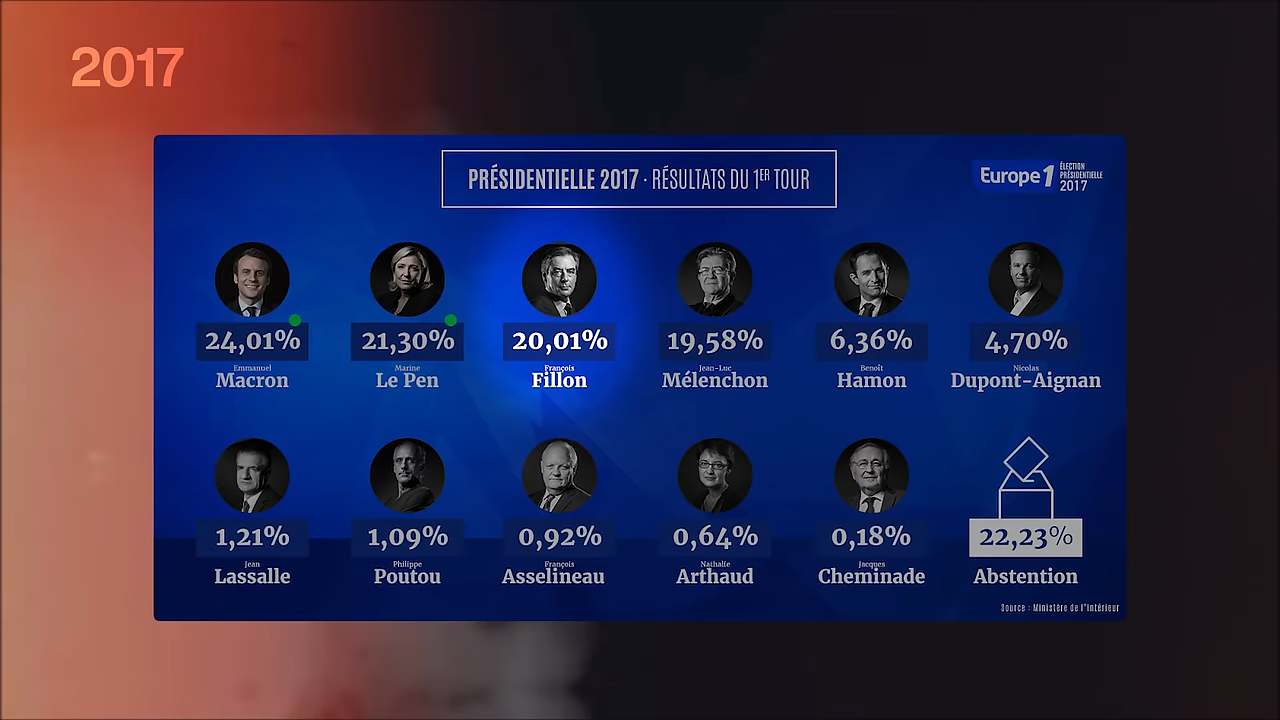 2017
PRÉSIDENTIELLE 2017 · RÉSULTATS DU 1ER TOUR
Europe 1
ÉLECTION
PRÉSIDENTIELLE
2017
24,01% 21,30% 20,01% 19,58% 6,36% 4,70%
Emmanuel Marine François Jean-Luc Benoît Nicolas
Macron Le Pen Fillon Mélenchon Hamon Dupont-Aignan
1,21% 1,09% 0,92% 0,64% 0,18% 22,23%
Jean Philippe François Nathalie Jacques
Lassalle Poutou Asselineau Arthaud Cheminade Abstention
Source : Ministère de l'Intérieur